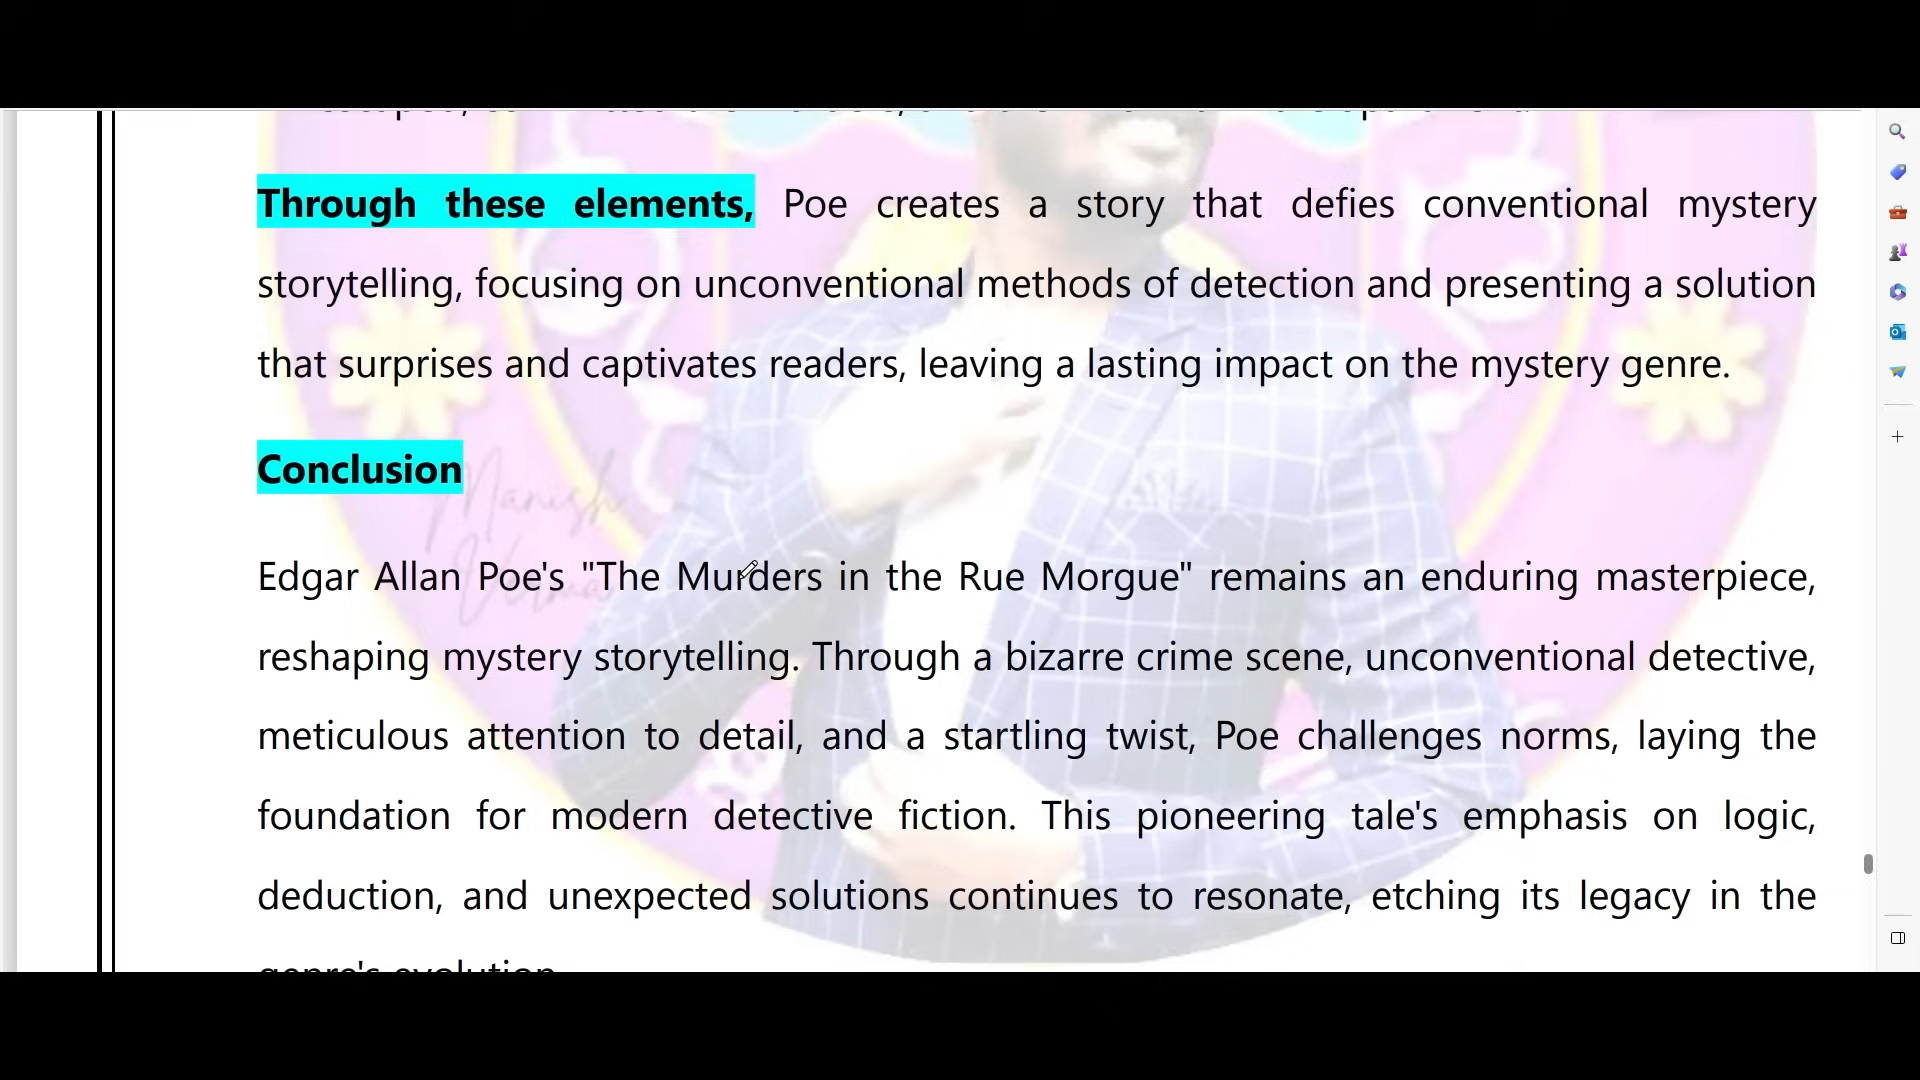 Through these elements, Poe creates a story that defies conventional mystery
storytelling, focusing on unconventional methods of detection and presenting a solution
that surprises and captivates readers, leaving a lasting impact on the mystery genre.
Conclusion
Manish
Verma
Edgar Allan Poe's "The Murders in the Rue Morgue" remains an enduring masterpiece,
reshaping mystery storytelling. Through a bizarre crime scene, unconventional detective,
meticulous attention to detail, and a startling twist, Poe challenges norms, laying the
foundation for modern detective fiction. This pioneering tale's emphasis on logic,
deduction, and unexpected solutions continues to resonate, etching its legacy in the
genre's evolution.